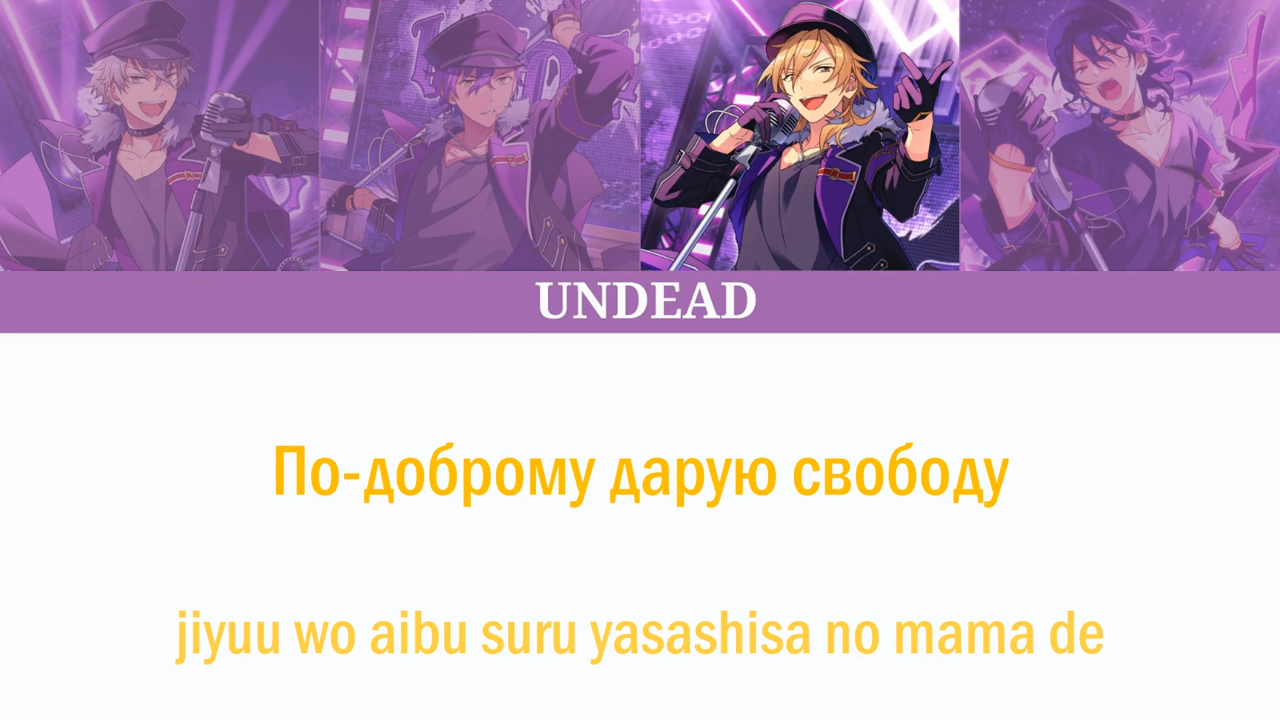 UNDEAD
По-доброму дарую свободу
jiyuu wo aibu suru yasashisa no mama de